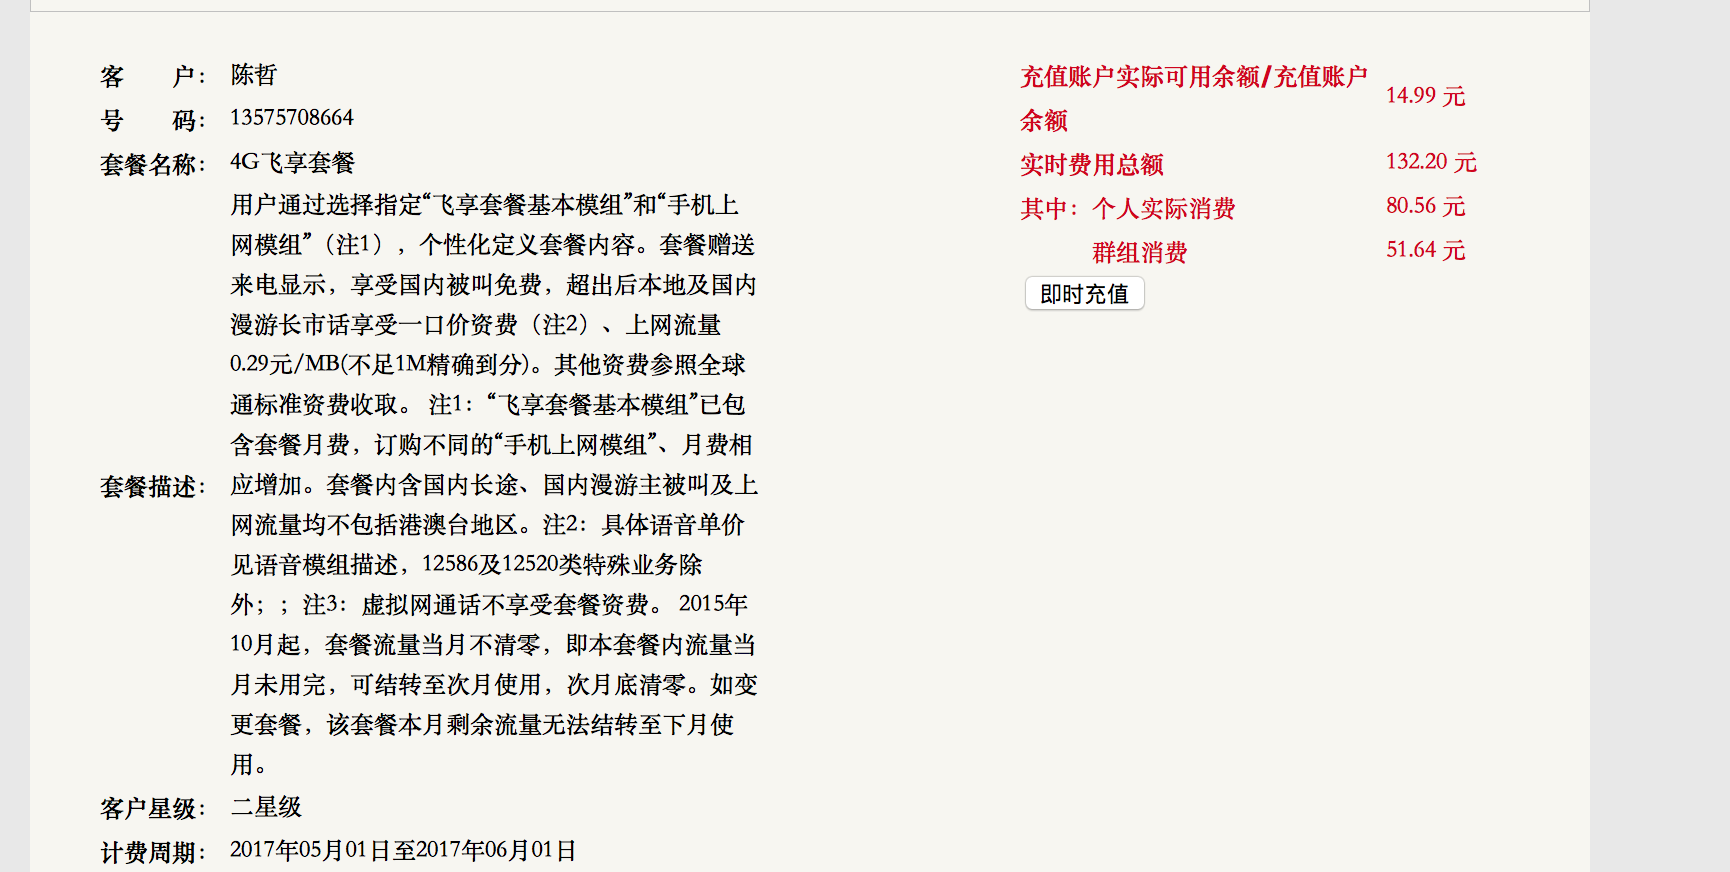 客　　户： 陈哲
号　　码： 13575708664
套餐名称： 4G飞享套餐
用户通过选择指定“飞享套餐基本模组”和“手机上
网模组”（注1），个性化定义套餐内容。套餐赠送
来电显示，享受国内被叫免费，超出后本地及国内
漫游长市话享受一口价资费（注2）、上网流量
0.29元/MB(不足1M精确到分)。其他资费参照全球
通标准资费收取。 注1：“飞享套餐基本模组”已包
含套餐月费，订购不同的“手机上网模组”、月费相
套餐描述： 应增加。套餐内含国内长途、国内漫游主被叫及上
网流量均不包括港澳台地区。注2：具体语音单价
见语音模组描述，12586及12520类特殊业务除
外；；注3：虚拟网通话不享受套餐资费。 2015年
10月起，套餐流量当月不清零，即本套餐内流量当
月未用完，可结转至次月使用，次月底清零。如变
更套餐，该套餐本月剩余流量无法结转至下月使
用。
客户星级： 二星级
计费周期： 2017年05月01日至2017年06月01日
充值账户实际可用余额/充值账户
余额
14.99 元
实时费用总额 132.20 元
其中：个人实际消费 80.56 元
群组消费 51.64 元
即时充值